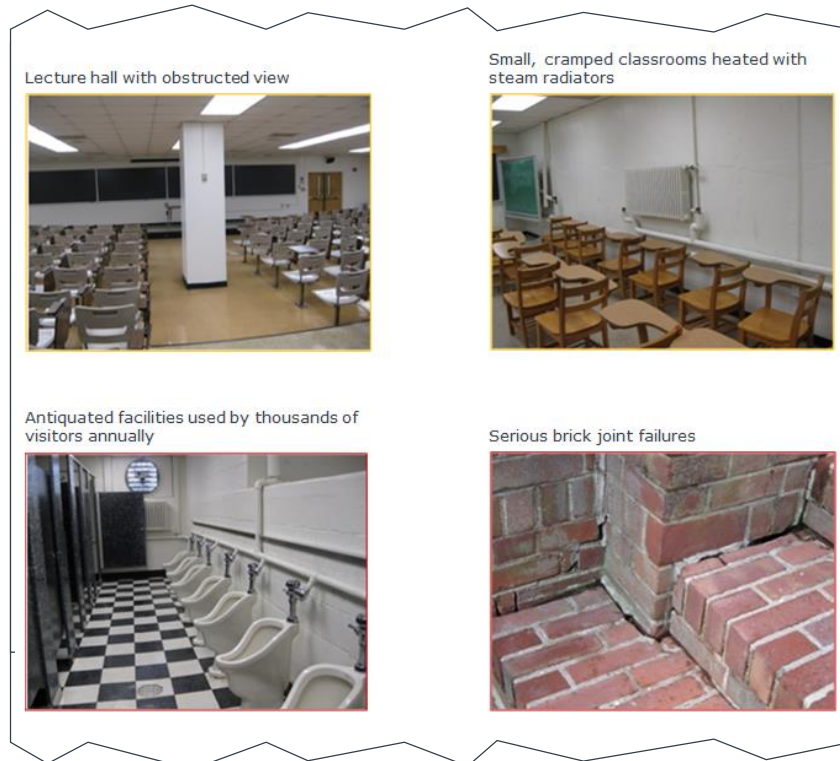 Lecture hall with obstructed view
Small, cramped classrooms heated with
steam radiators
Antiquated facilities used by thousands of
visitors annually
Serious brick joint failures